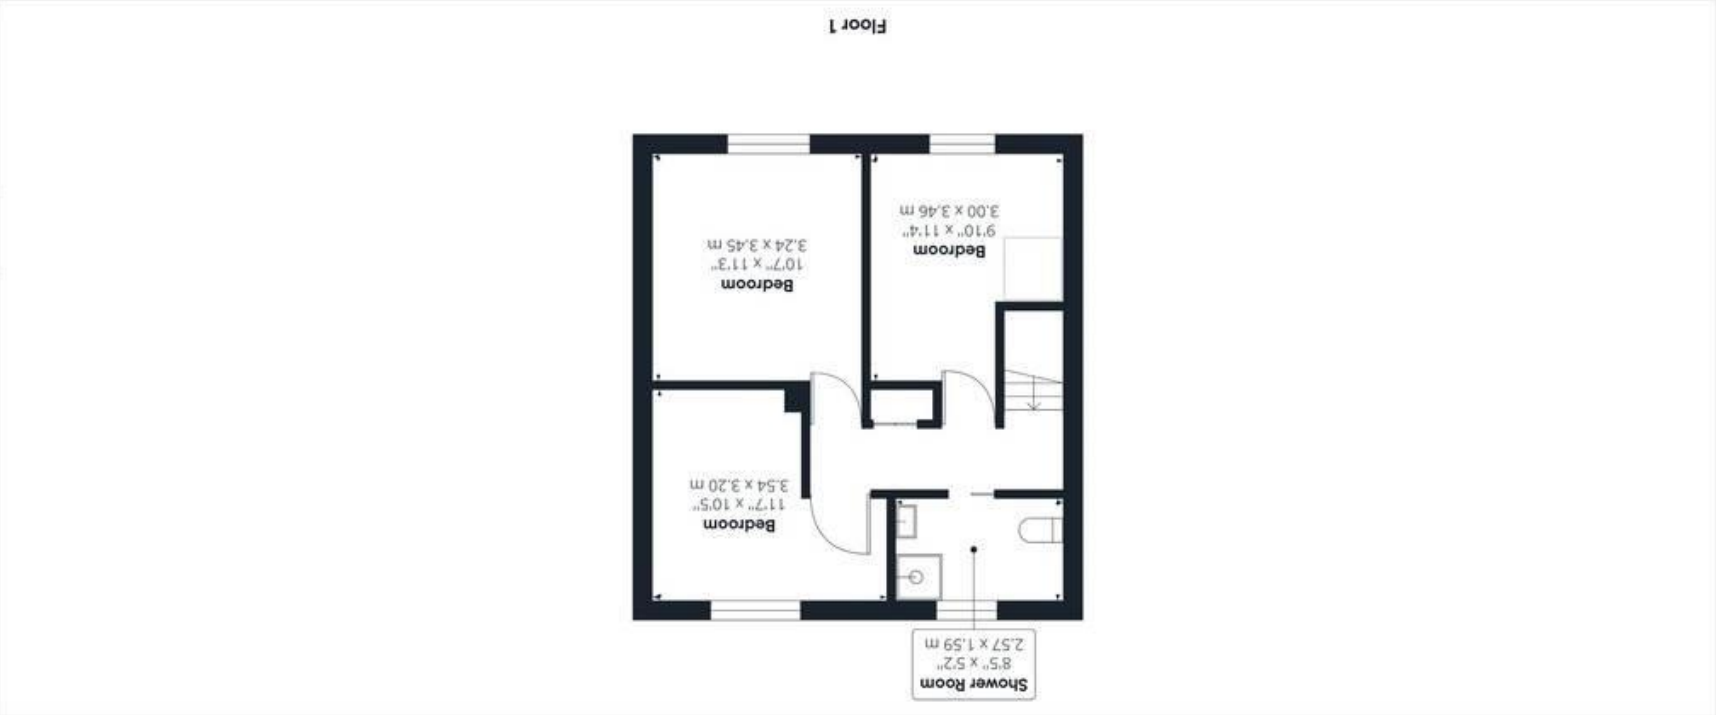 Shower Room
8'5" x 5'2"
2.57 x 1.59 m
Bedroom
11'7" x 10'5"
3.54 x 3.20 m
Bedroom
9'10" x 11'4"
3.00 x 3.46 m
Bedroom
10'7" x 11'3"
3.24 x 3.45 m
Floor 1